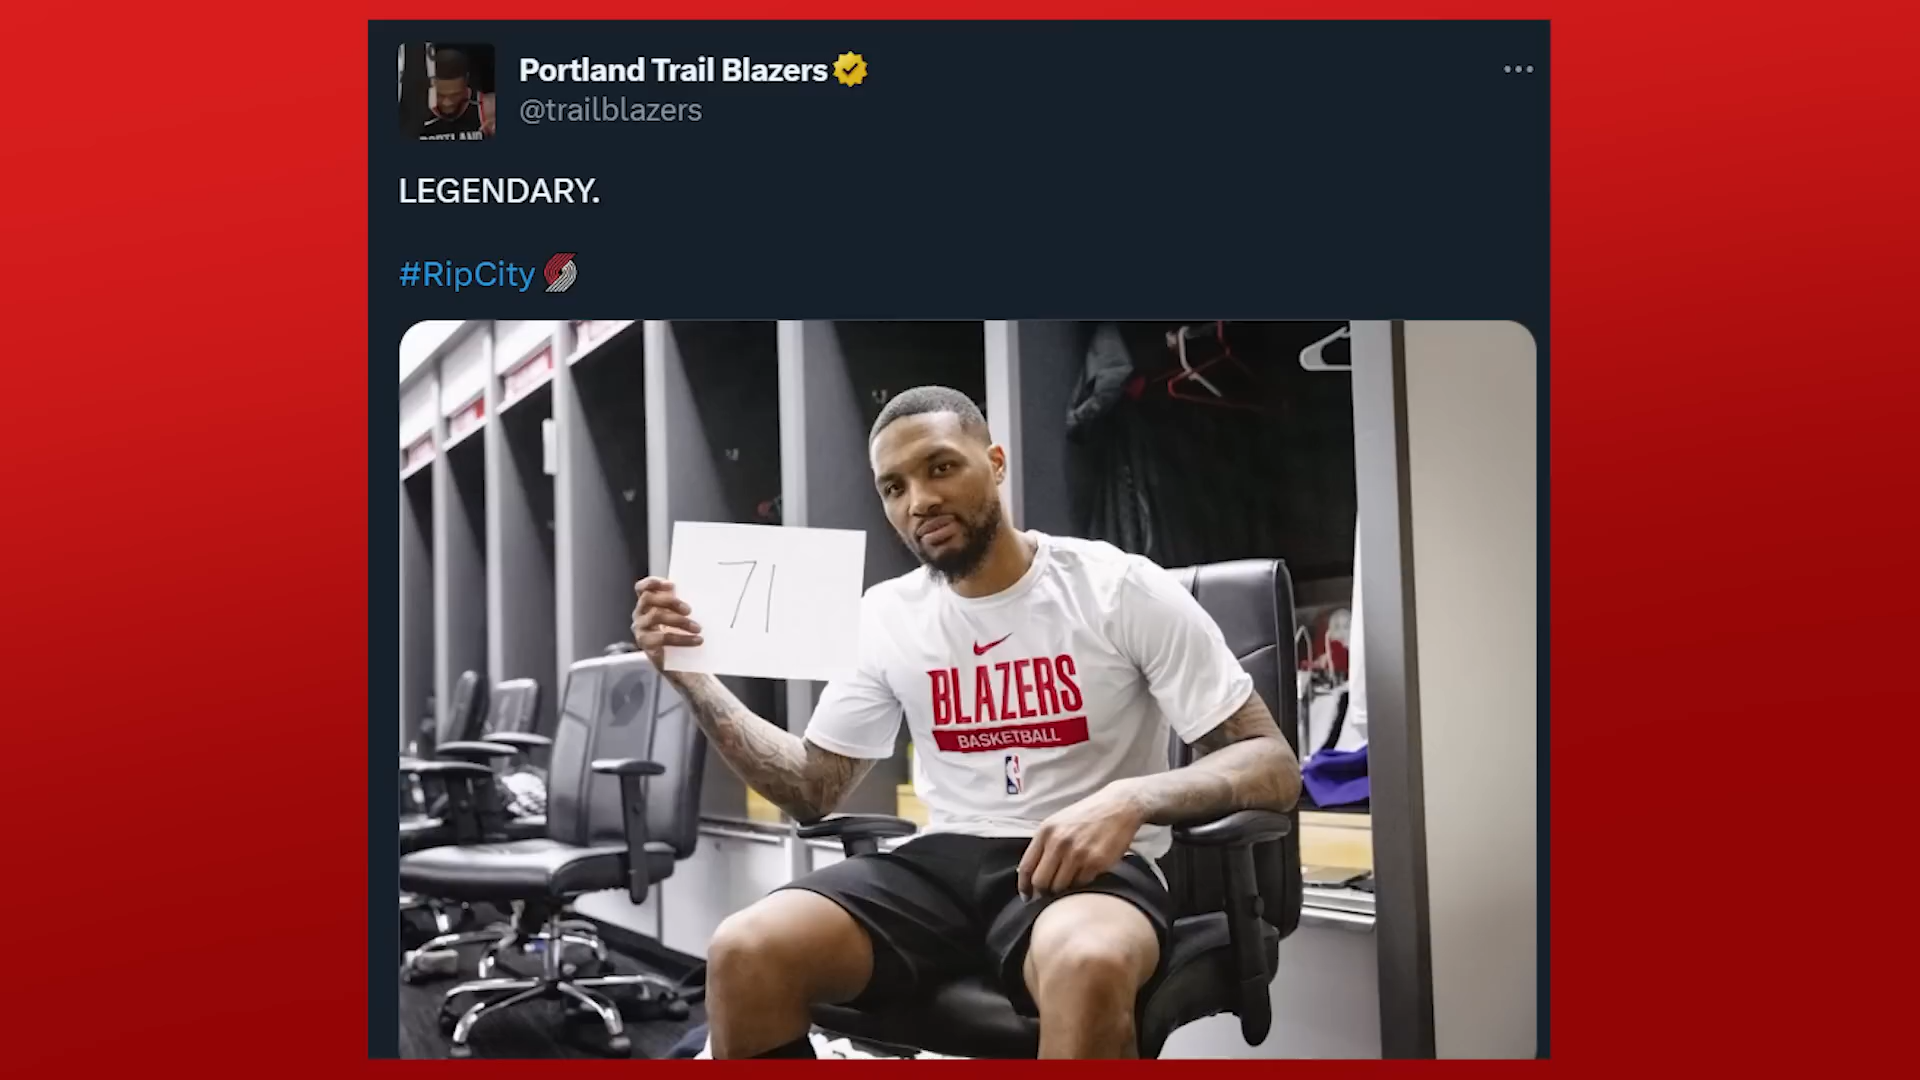 Portland Trail Blazers
@trailblazers
LEGENDARY.
#RipCity
71
BLAZERS
BASKETBALL